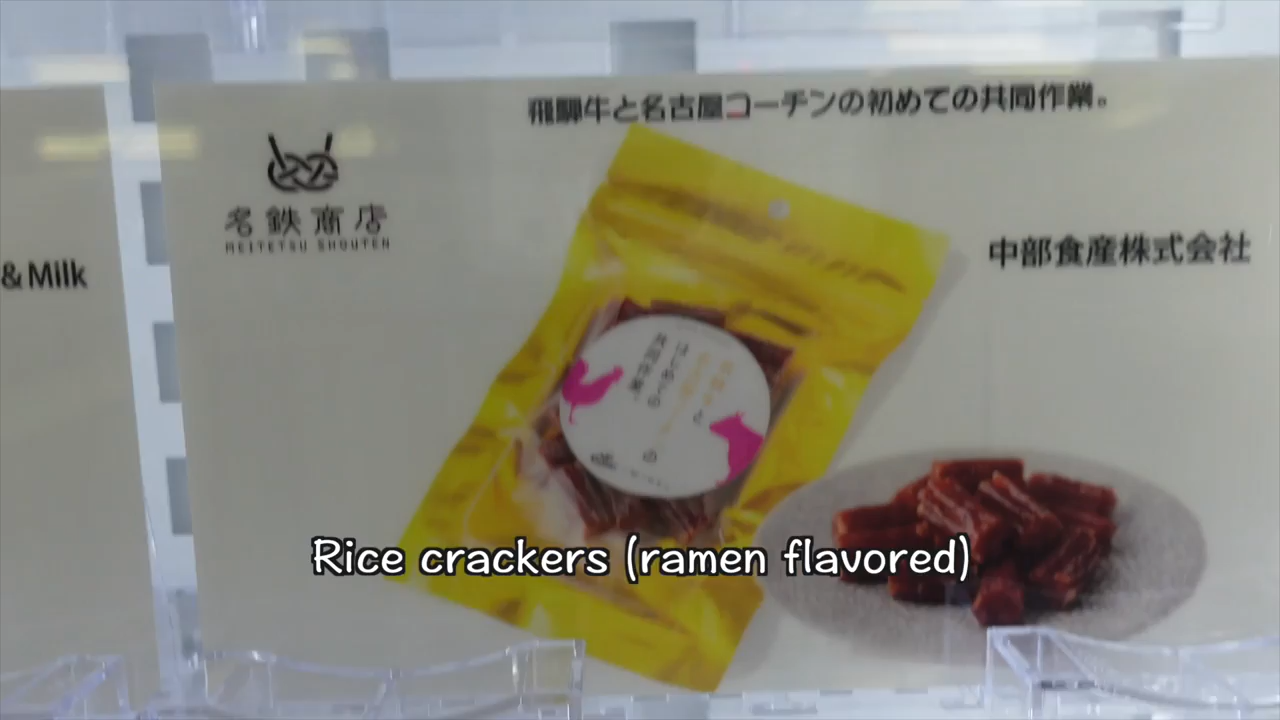 飛騨牛と名古屋コーチンの初めての共同作業。
名鉄商店
MEITETSU SHOUTEN
中部食産株式会社
&Milk
Rice crackers (ramen flavored)